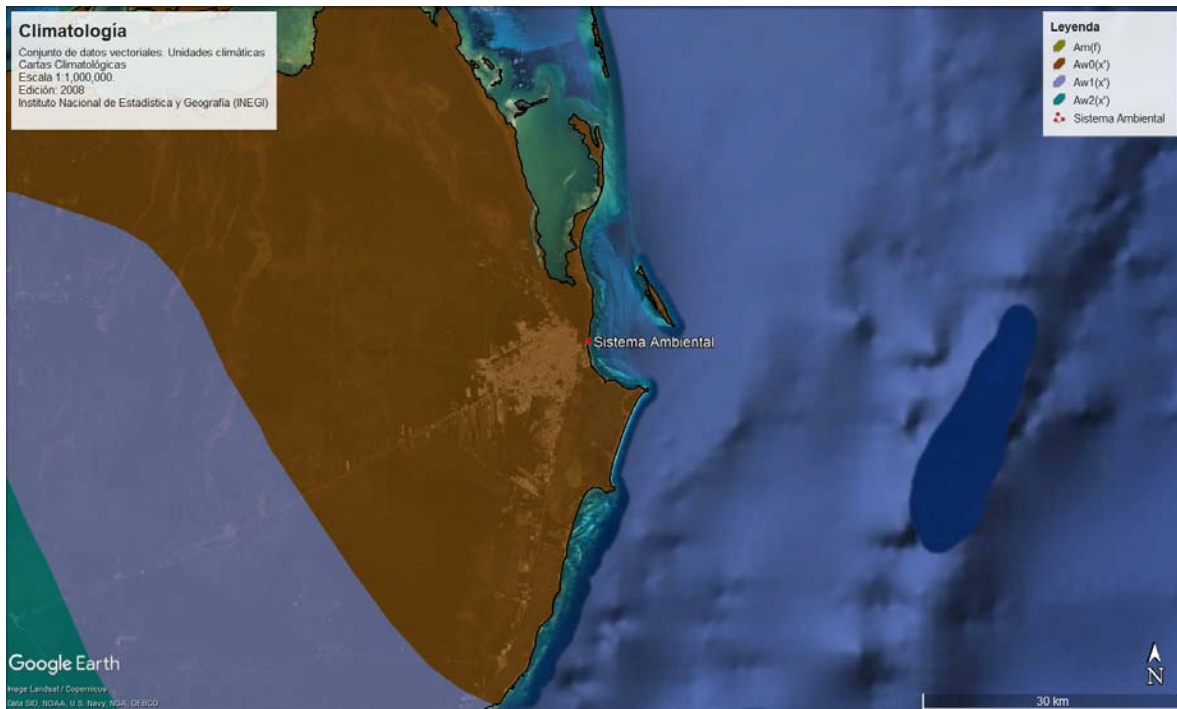 Climatología
Conjunto de datos vectoriales. Unidades climáticas
Cartas Climatológicas
Escala 1:1,000,000.
Edición: 2008
Instituto Nacional de Estadística y Geografía (INEGI)
Leyenda
Am(f)
Aw0(x')
Aw1(x')
Aw2(x')
Sistema Ambiental
Sistema Ambiental
Google Earth
Image Landsat / Copernicus
Data SIO, NOAA, U.S. Navy, NGA, GEBCO
N
30 km